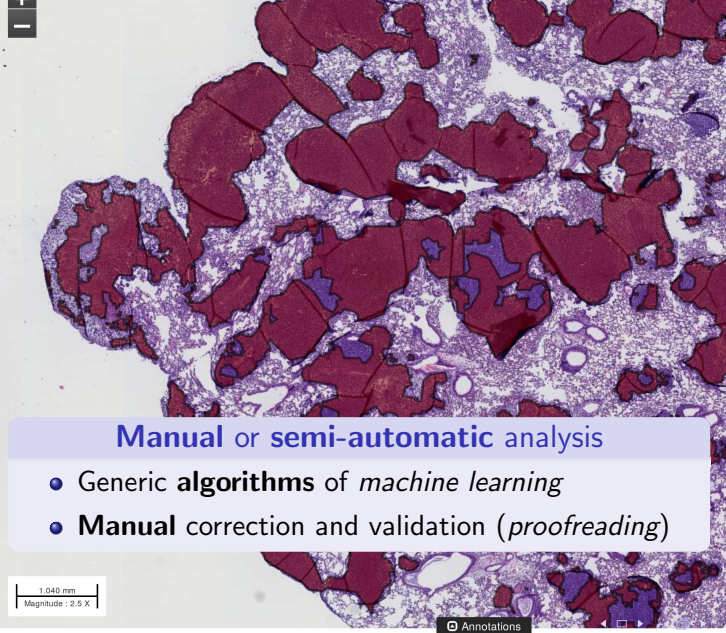 Manual or semi-automatic analysis
Generic algorithms of machine learning
Manual correction and validation (proofreading)
1.040 mm
Magnitude : 2.5 X
Annotations